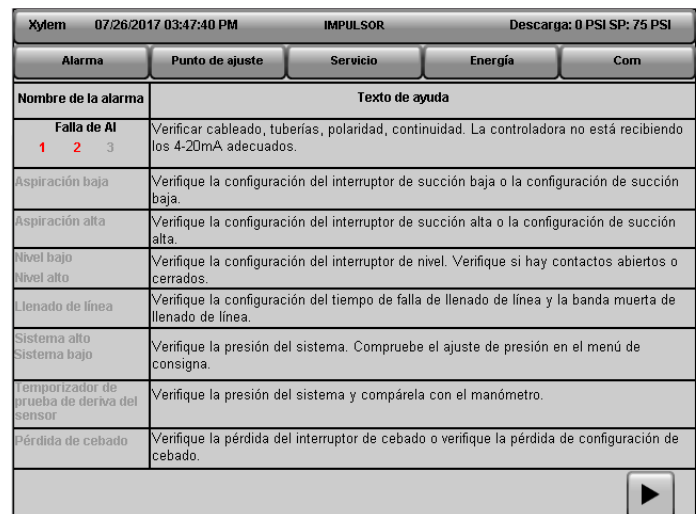 Xylem 07/26/2017 03:47:40 PM IMPULSOR Descarga: 0 PSI SP: 75 PSI
Alarma Punto de ajuste Servicio Energía Com
Nombre de la alarma Texto de ayuda
Falla de AI
1 2 3
Verificar cableado, tuberías, polaridad, continuidad. La controladora no está recibiendo
los 4-20mA adecuados.
Aspiración baja
Verifique la configuración del interruptor de succión baja o la configuración de succión
baja.
Aspiración alta
Verifique la configuración del interruptor de succión alta o la configuración de succión
alta.
Nivel bajo
Nivel alto
Verifique la configuración del interruptor de nivel. Verifique si hay contactos abiertos o
cerrados.
Llenado de línea
Verifique la configuración del tiempo de falla de llenado de línea y la banda muerta de
llenado de línea.
Sistema alto
Sistema bajo
Verifique la presión del sistema. Compruebe el ajuste de presión en el menú de
consigna.
Temporizador de
prueba de deriva del
sensor
Verifique la presión del sistema y compárela con el manómetro.
Pérdida de cebado
Verifique la pérdida del interruptor de cebado o verifique la pérdida de configuración de
cebado.